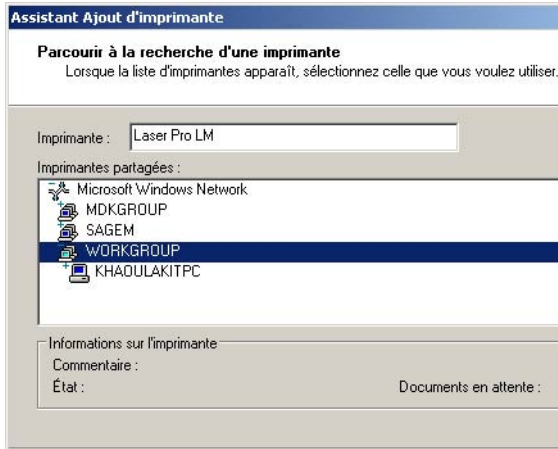 Assistant Ajout d'imprimante
Parcourir à la recherche d'une imprimante
Lorsque la liste d'imprimantes apparaît, sélectionnez celle que vous voulez utiliser.
Imprimante : Laser Pro LM
Imprimantes partagées :
Microsoft Windows Network
MDKGROUP
SAGEM
WORKGROUP
KHAOULAKITPC
Informations sur l'imprimante
Commentaire :
État : Documents en attente :